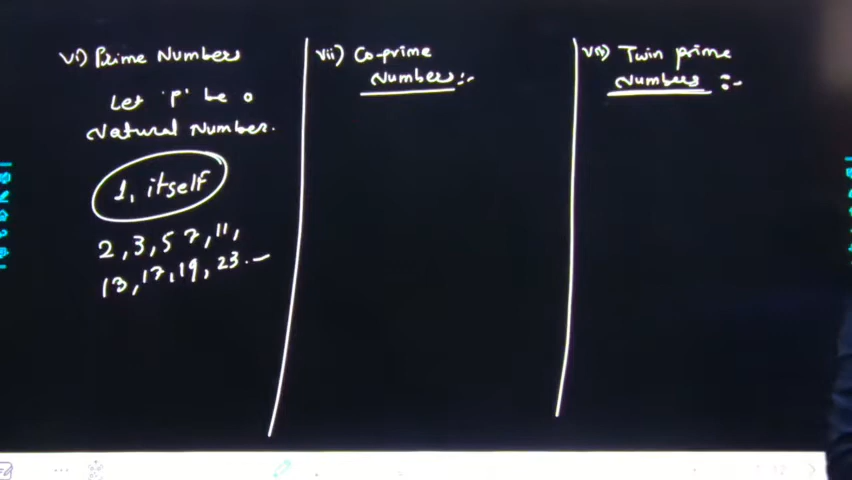 vi) Prime Numbers
Let 'p' be a
Natural Number.
1, itself
2, 3, 5 7, 11,
13, 17, 19, 23. —
vii) Co-prime
Numbers :-
viii) Twin prime
Numbers :-